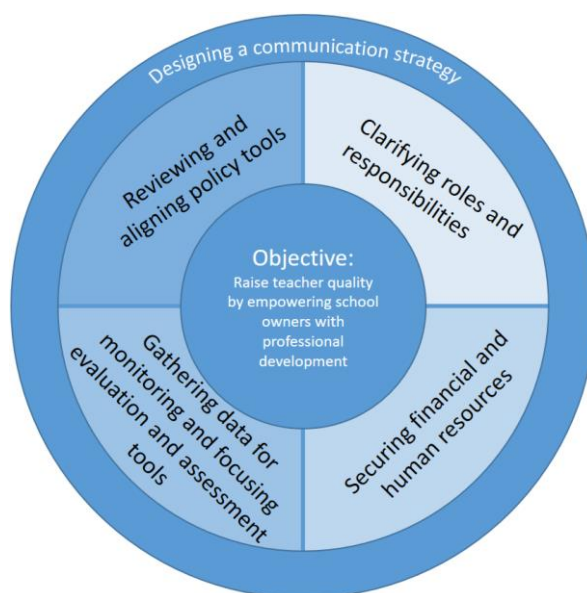 Designing a communication strategy
Reviewing and
aligning policy tools
Clarifying roles and
responsibilities
Objective:
Raise teacher quality
by empowering school
owners with
professional
development
Gathering data for
monitoring and focusing
evaluation and assessment
tools
Securing financial and
human resources